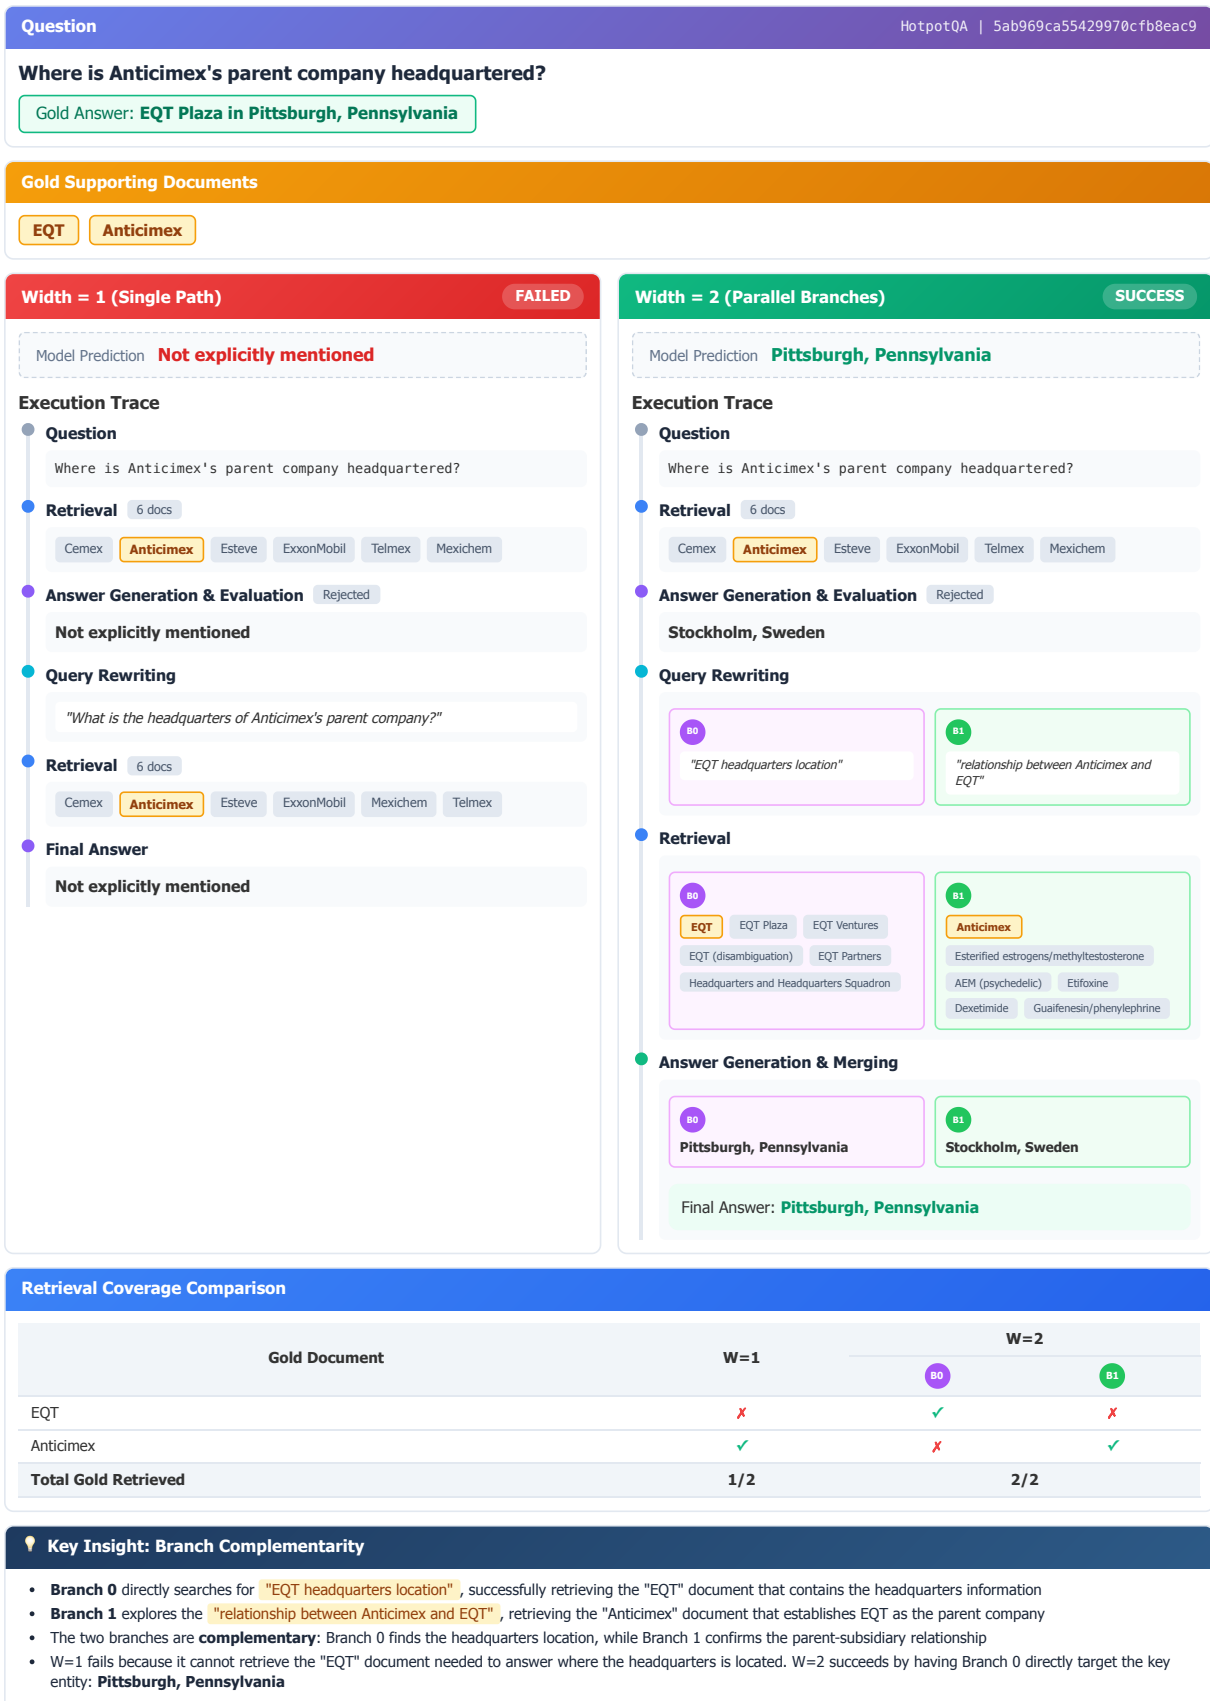 Question
HotpotQA | 5ab969ca55429970cfb8eac9
Where is Anticimex's parent company headquartered?
Gold Answer: EQT Plaza in Pittsburgh, Pennsylvania
Gold Supporting Documents
EQT Anticimex
Width = 1 (Single Path) FAILED
Model Prediction Not explicitly mentioned
Execution Trace
Question
Where is Anticimex's parent company headquartered?
Retrieval 6 docs
Cemex Anticimex Esteve ExxonMobil Telmex Mexichem
Answer Generation & Evaluation Rejected
Not explicitly mentioned
Query Rewriting
"What is the headquarters of Anticimex's parent company?"
Retrieval 6 docs
Cemex Anticimex Esteve ExxonMobil Mexichem Telmex
Final Answer
Not explicitly mentioned
Width = 2 (Parallel Branches) SUCCESS
Model Prediction Pittsburgh, Pennsylvania
Execution Trace
Question
Where is Anticimex's parent company headquartered?
Retrieval 6 docs
Cemex Anticimex Esteve ExxonMobil Telmex Mexichem
Answer Generation & Evaluation Rejected
Stockholm, Sweden
Query Rewriting
B0
"EQT headquarters location"
B1
"relationship between Anticimex and
EQT"
Retrieval
B0
EQT EQT Plaza EQT Ventures
EQT (disambiguation) EQT Partners
Headquarters and Headquarters Squadron
B1
Anticimex
Esterified estrogens/methyltestosterone
AEM (psychedelic) Etifoxine
Dexetimide Guaifenesin/phenylephrine
Answer Generation & Merging
B0
Pittsburgh, Pennsylvania
B1
Stockholm, Sweden
Final Answer: Pittsburgh, Pennsylvania
Retrieval Coverage Comparison
Gold Document W=1 W=2
B0 B1
EQT ✗ ✓ ✗
Anticimex ✓ ✗ ✓
Total Gold Retrieved 1/2 2/2
Key Insight: Branch Complementarity
• Branch 0 directly searches for "EQT headquarters location", successfully retrieving the "EQT" document that contains the headquarters information
• Branch 1 explores the "relationship between Anticimex and EQT", retrieving the "Anticimex" document that establishes EQT as the parent company
• The two branches are complementary: Branch 0 finds the headquarters location, while Branch 1 confirms the parent-subsidiary relationship
• W=1 fails because it cannot retrieve the "EQT" document needed to answer where the headquarters is located. W=2 succeeds by having Branch 0 directly target the key
entity: Pittsburgh, Pennsylvania